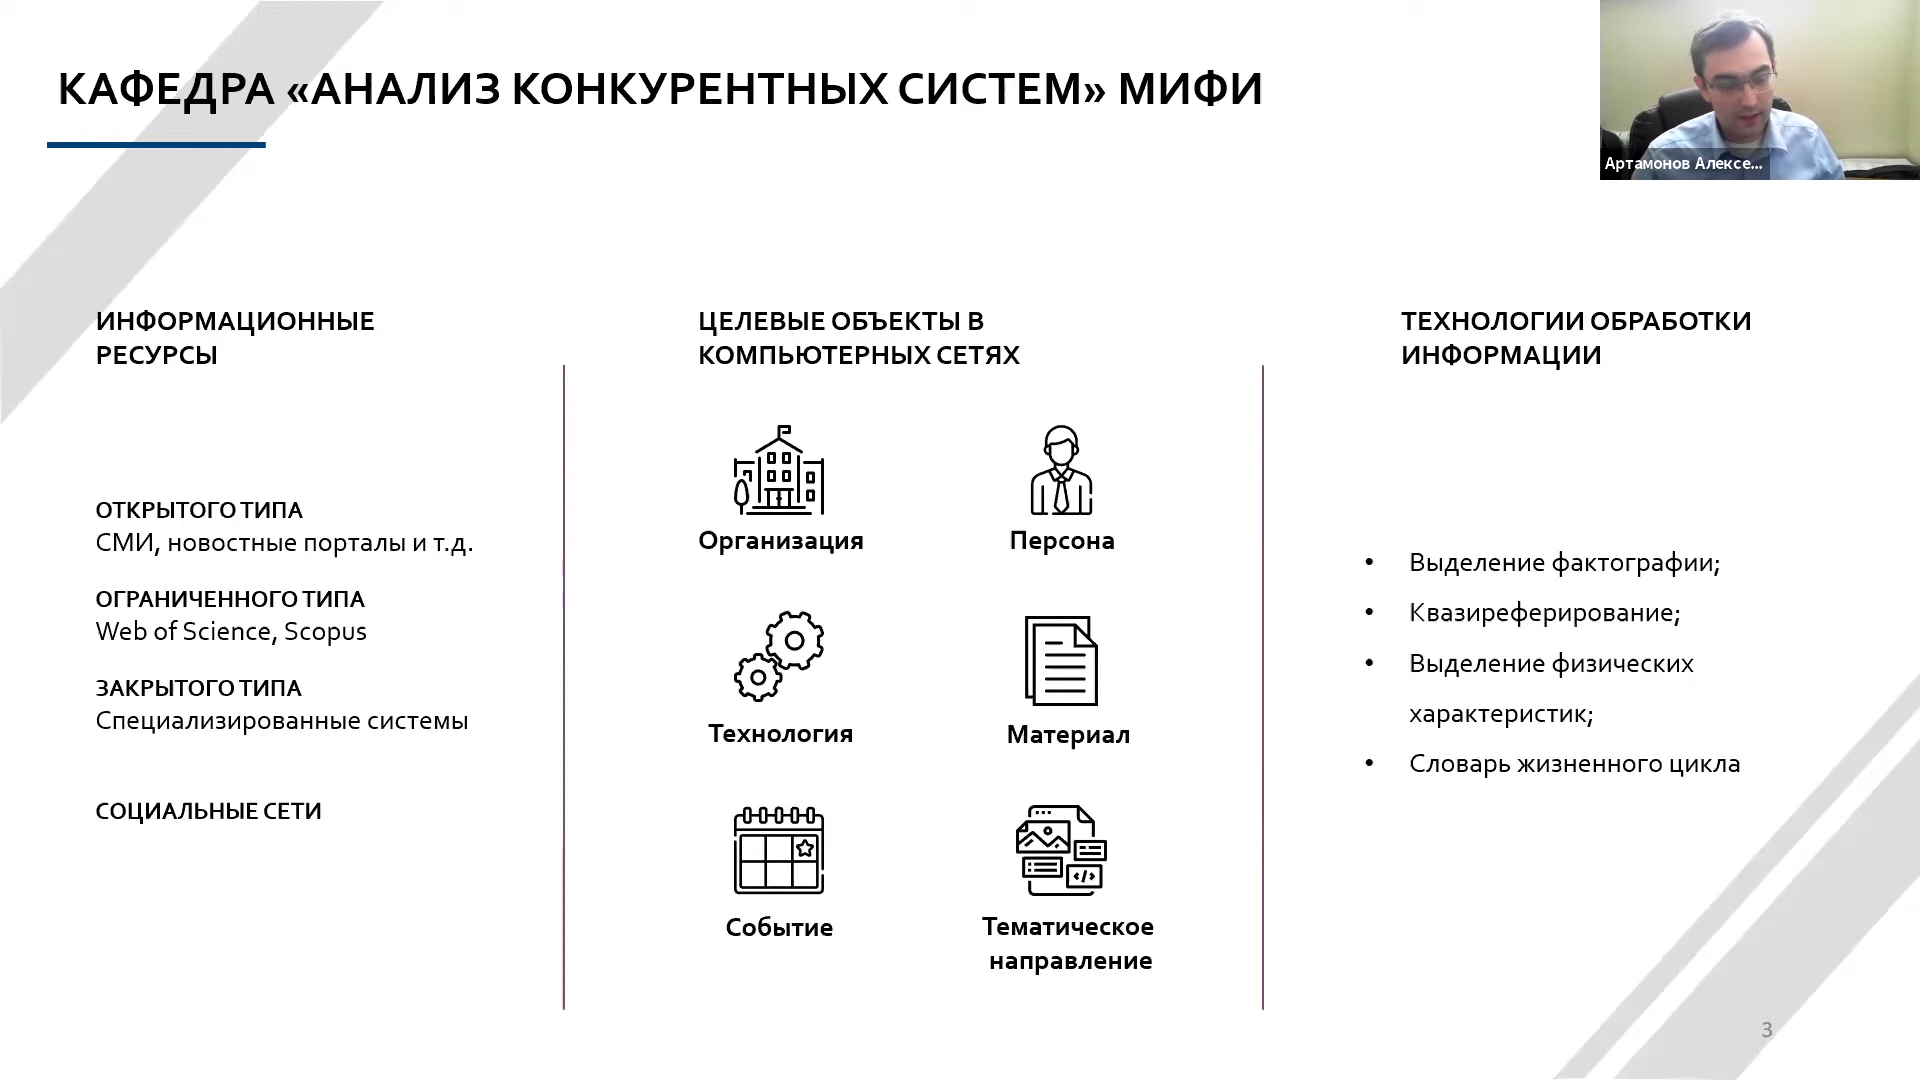 КАФЕДРА «АНАЛИЗ КОНКУРЕНТНЫХ СИСТЕМ» МИФИ
Артамонов Алексе...
ИНФОРМАЦИОННЫЕ
РЕСУРСЫ
ОТКРЫТОГО ТИПА
СМИ, новостные порталы и т.д.
ОГРАНИЧЕННОГО ТИПА
Web of Science, Scopus
ЗАКРЫТОГО ТИПА
Специализированные системы
СОЦИАЛЬНЫЕ СЕТИ
ЦЕЛЕВЫЕ ОБЪЕКТЫ В
КОМПЬЮТЕРНЫХ СЕТЯХ
Организация
Персона
Технология
Материал
Событие
Тематическое
направление
ТЕХНОЛОГИИ ОБРАБОТКИ
ИНФОРМАЦИИ
• Выделение фактографии;
• Квазиреферирование;
• Выделение физических
характеристик;
• Словарь жизненного цикла
3